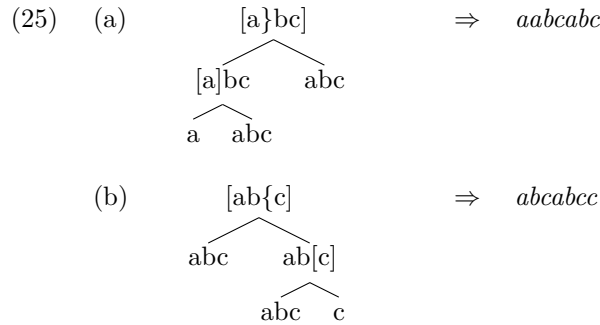 (25) (a) [a}bc] ⇒ aabcabc
[a]bc abc
a abc
(b) [ab{c] ⇒ abcabcc
abc ab[c]
abc c